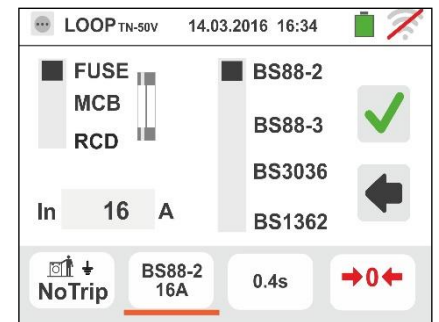 LOOP TN-50V 14.03.2016 16:34
FUSE
MCB
RCD
BS88-2
BS88-3
BS3036
BS1362
In 16 A
NoTrip
BS88-2
16A
0.4s
→0←